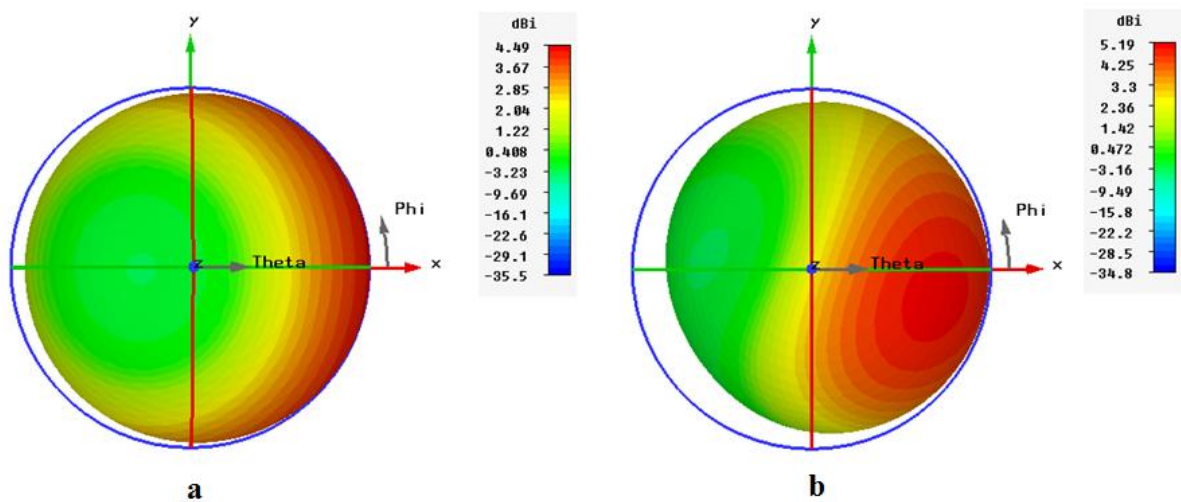 y
dBi
4.49
3.67
2.85
2.04
1.22
0.408
-3.23
-9.69
-16.1
-22.6
-29.1
-35.5
Phi
z
Theta
x
a
y
dBi
5.19
4.25
3.3
2.36
1.42
0.472
-3.16
-9.49
-15.8
-22.2
-28.5
-34.8
Phi
z
Theta
x
b